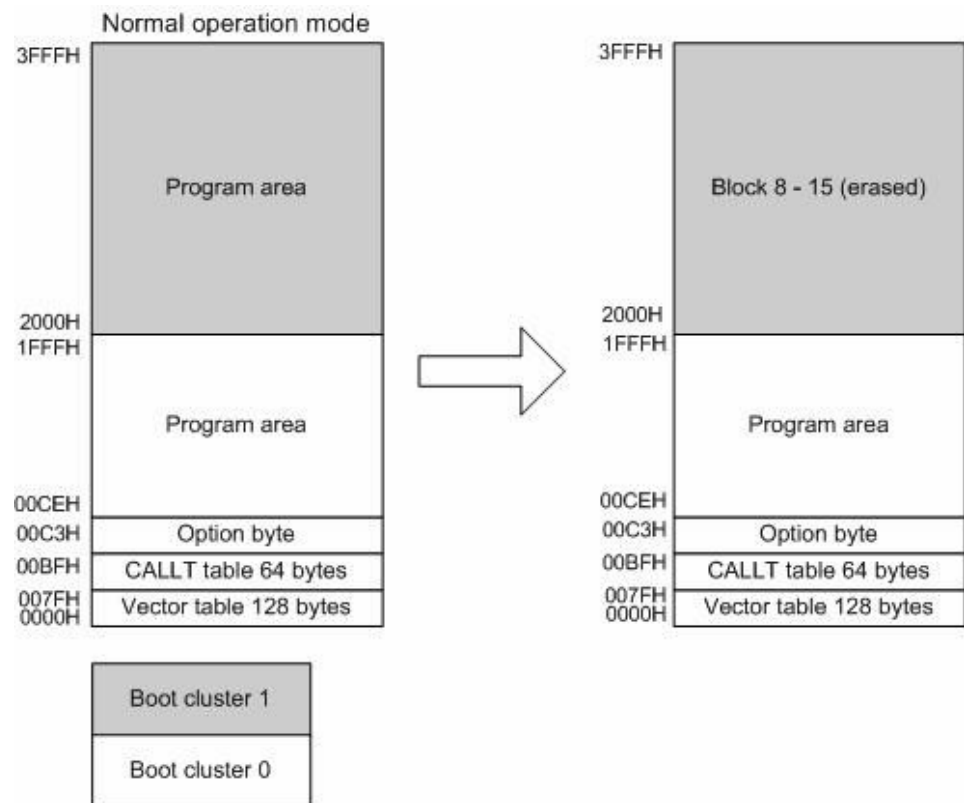 Normal operation mode
3FFFH
Program area
2000H
1FFFH
Program area
00CEH
00C3H
Option byte
00BFH
CALLT table 64 bytes
007FH
0000H
Vector table 128 bytes
3FFFH
Block 8 - 15 (erased)
2000H
1FFFH
Program area
00CEH
00C3H
Option byte
00BFH
CALLT table 64 bytes
007FH
0000H
Vector table 128 bytes
Boot cluster 1
Boot cluster 0